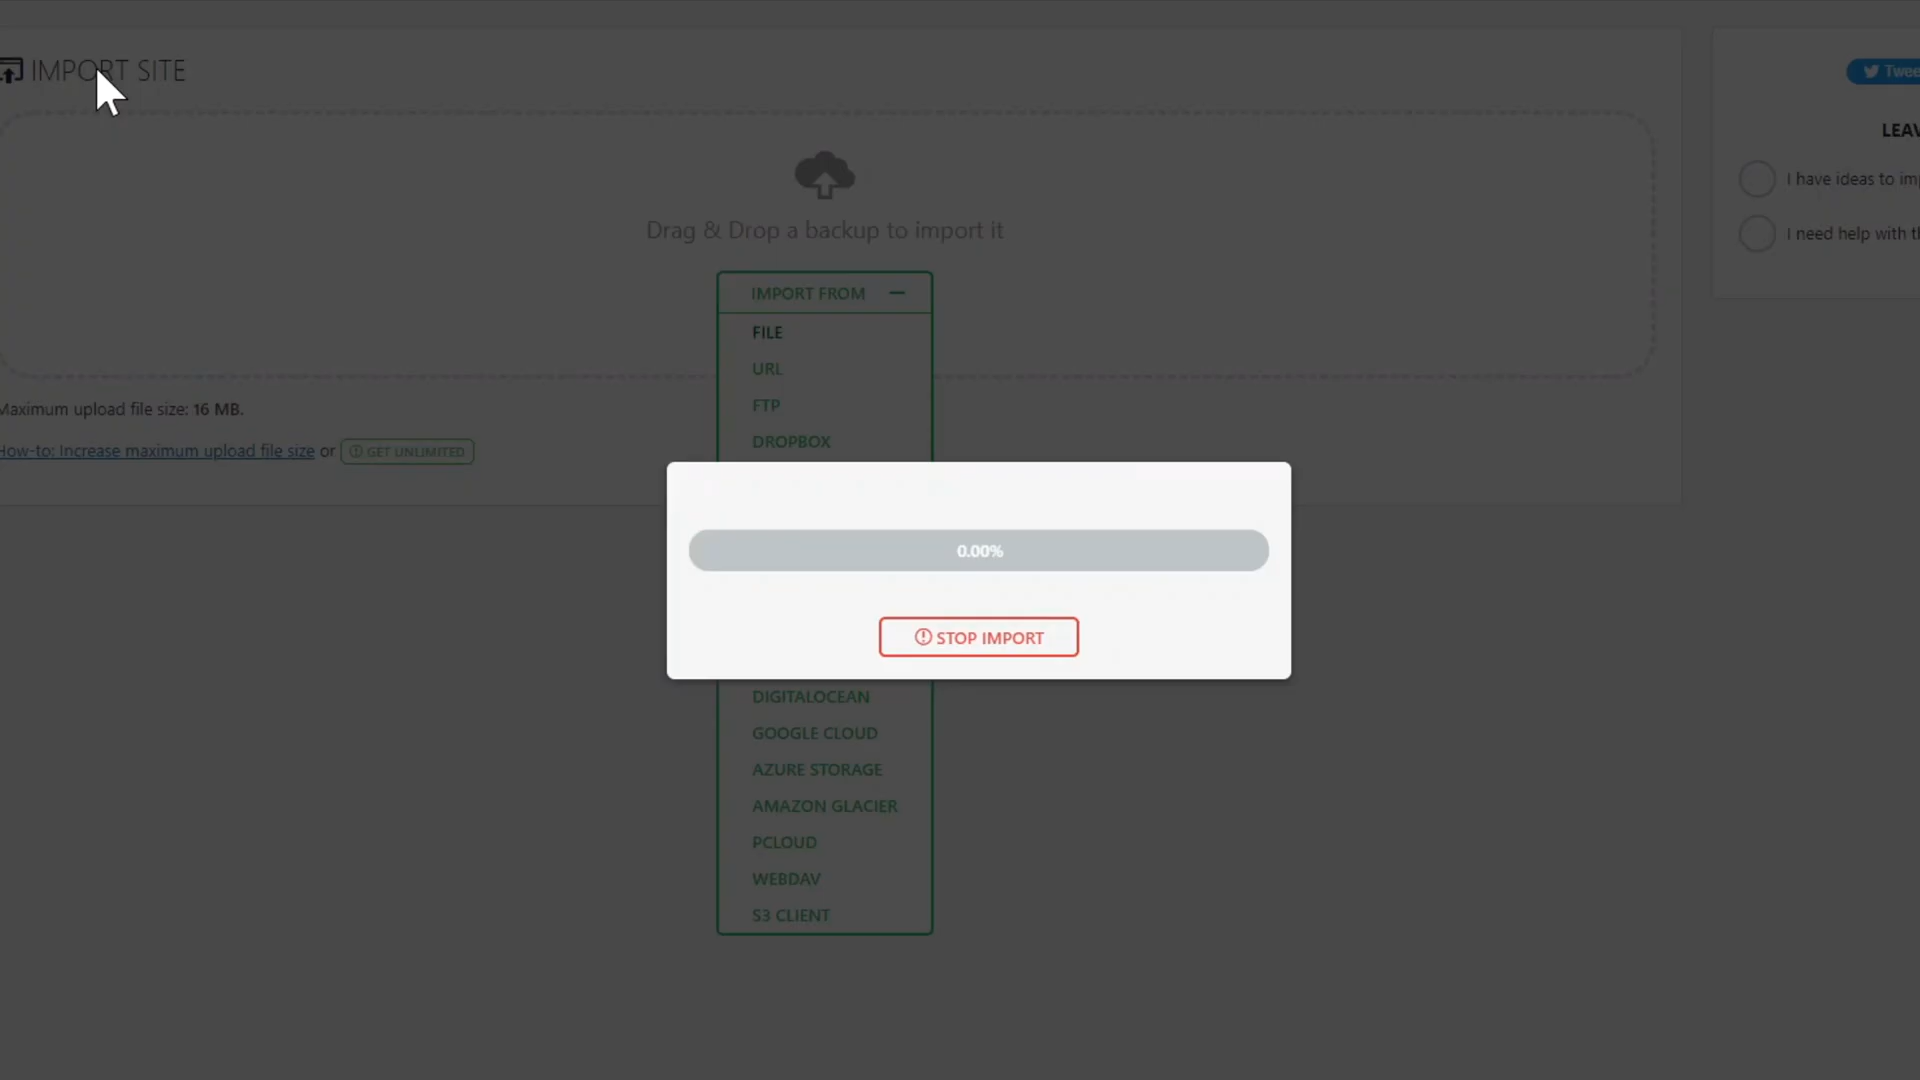 IMPORT SITE
Drag & Drop a backup to import it
IMPORT FROM
FILE
URL
FTP
DROPBOX
Maximum upload file size: 16 MB.
How-to: Increase maximum upload file size or GET UNLIMITED
0.00%
STOP IMPORT
DIGITALOCEAN
GOOGLE CLOUD
AZURE STORAGE
AMAZON GLACIER
PCLOUD
WEBDAV
S3 CLIENT
Twee
LEAV
I have ideas to imp
I need help with th